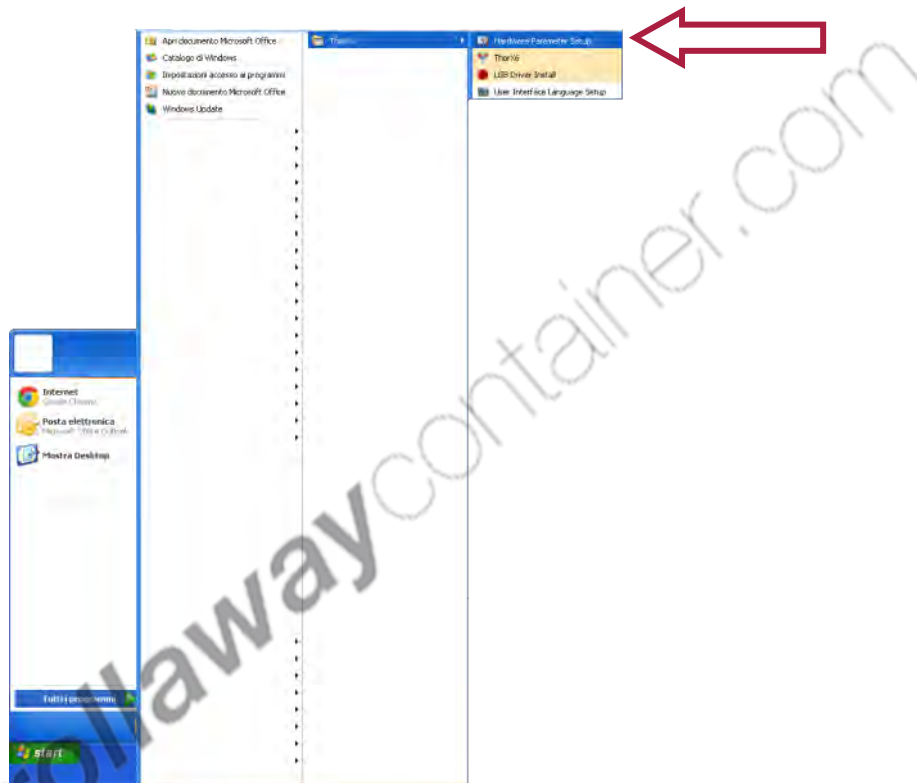 Apri documento Microsoft Office
Catalogo di Windows
Impostazioni accesso ai programmi
Nuovo documento Microsoft Office
Windows Update
Hardware Parameter Setup
USB Driver Install
User Interface Language Setup
Internet
Google Chrome
Posta elettronica
Microsoft Office Outlook
Mostra Desktop
Tutti i programmi
start
rollawaycontainer.com